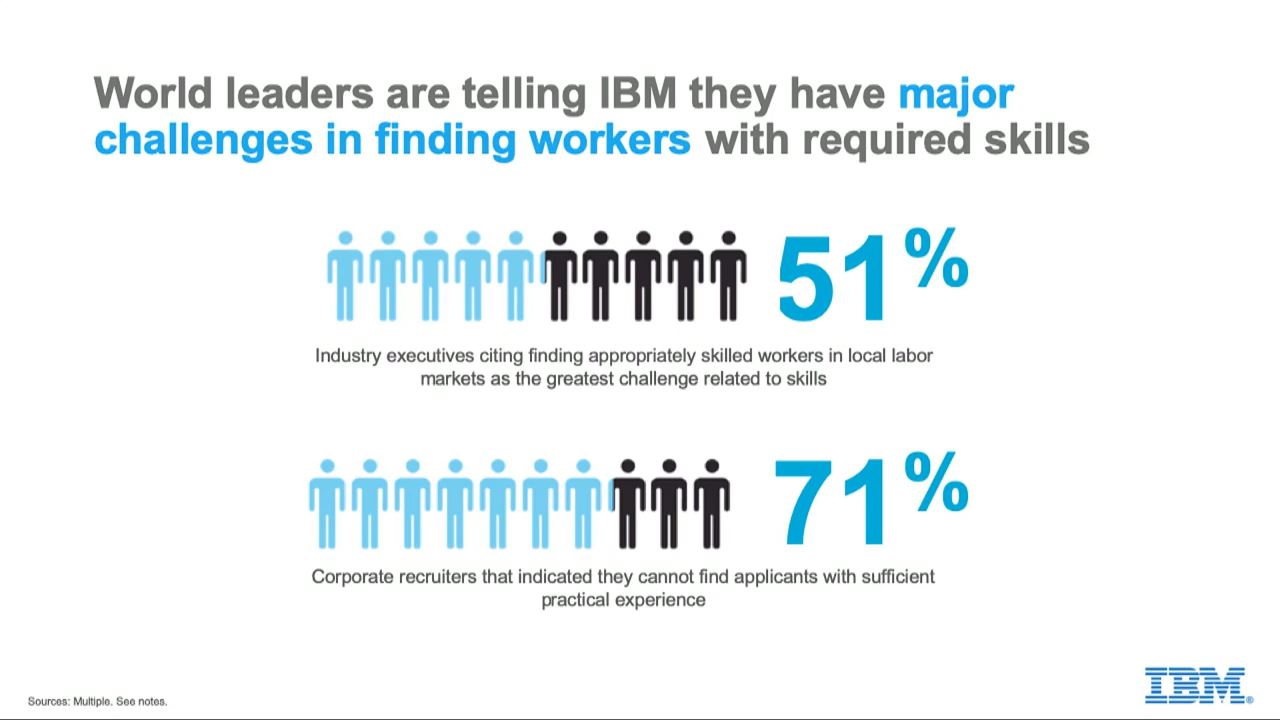 World leaders are telling IBM they have major
challenges in finding workers with required skills
51%
Industry executives citing finding appropriately skilled workers in local labor
markets as the greatest challenge related to skills
71%
Corporate recruiters that indicated they cannot find applicants with sufficient
practical experience
IBM®
Sources: Multiple. See notes.